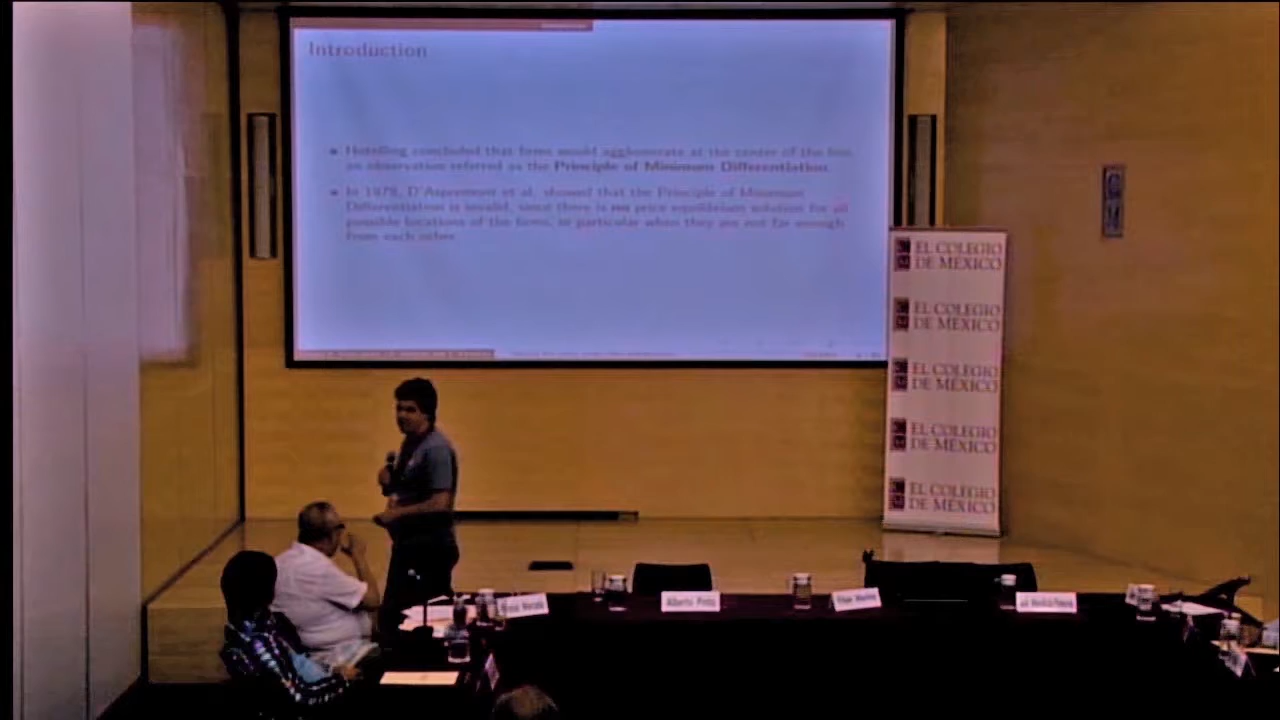 Introduction
Hotelling concluded that firms would agglomerate at the center of the line,
an observation referred as the Principle of Minimum Differentiation
In 1979, D'Aspremont et al. showed that the Principle of Minimum
Differentiation is invalid, since there is no price equilibrium solution for all
possible locations of the firms, in particular when they are not far enough
from each other
EL COLEGIO
DE MÉXICO
EL COLEGIO
DE MÉXICO
EL COLEGIO
DE MÉXICO
EL COLEGIO
DE MÉXICO
EL COLEGIO
DE MÉXICO
Alberto Pinto